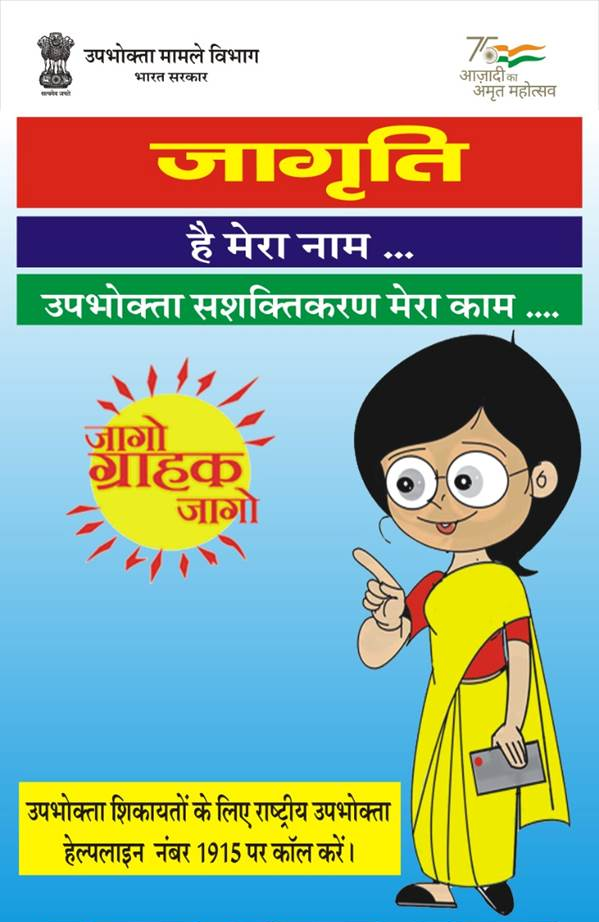 उपभोक्ता मामले विभाग
भारत सरकार
सत्यमेव जयते
75
आज़ादी का
अमृत महोत्सव
जागृति
है मेरा नाम ...
उपभोक्ता सशक्तिकरण मेरा काम ....
जागो
ग्राहक
जागो
उपभोक्ता शिकायतों के लिए राष्ट्रीय उपभोक्ता
हेल्पलाइन नंबर 1915 पर कॉल करें।